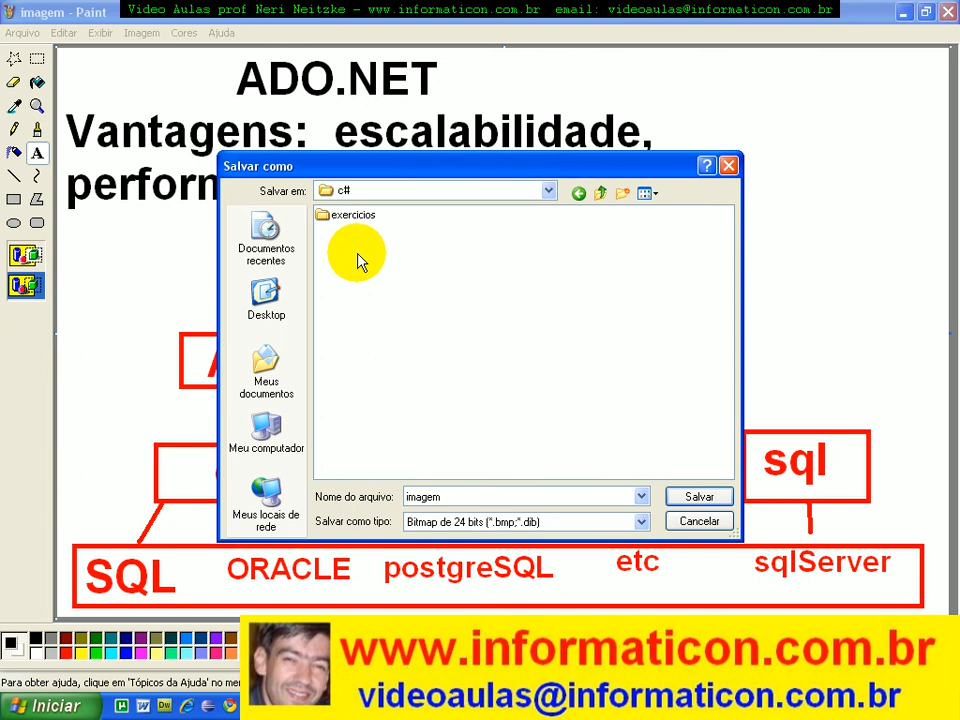 imagem - Paint
Video Aulas prof Neri Neitzke - www.informaticon.com.br email: videoaulas@informaticon.com.br
Arquivo Editar Exibir Imagem Cores Ajuda
ADO.NET
Vantagens: escalabilidade,
perform
Salvar como
Salvar em: c#
exercicios
Documentos recentes
Desktop
Meus documentos
Meu computador
Meus locais de rede
Nome do arquivo: imagem Salvar
Salvar como tipo: Bitmap de 24 bits (*.bmp;*.dib) Cancelar
sql
SQL ORACLE postgreSQL etc sqlServer
Para obter ajuda, clique em 'Tópicos da Ajuda' no me
Iniciar
www.informaticon.com.br
videoaulas@informaticon.com.br